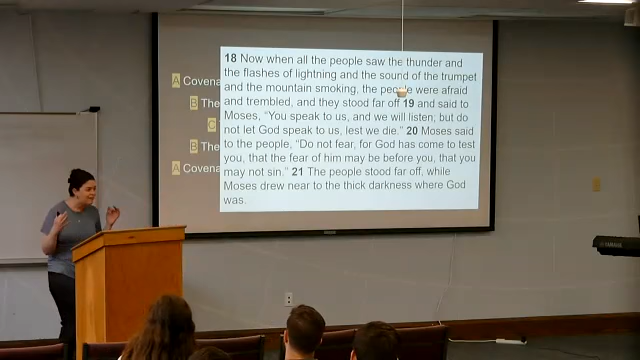 18 Now when all the people saw the thunder and
the flashes of lightning and the sound of the trumpet
and the mountain smoking, the people were afraid
and trembled, and they stood far off 19 and said to
Moses, “You speak to us, and we will listen, but do
not let God speak to us, lest we die.” 20 Moses said
to the people, “Do not fear, for God has come to test
you, that the fear of him may be before you, that you
may not sin.” 21 The people stood far off, while
Moses drew near to the thick darkness where God
was.
A Covena
B The
C
B The
A Covena